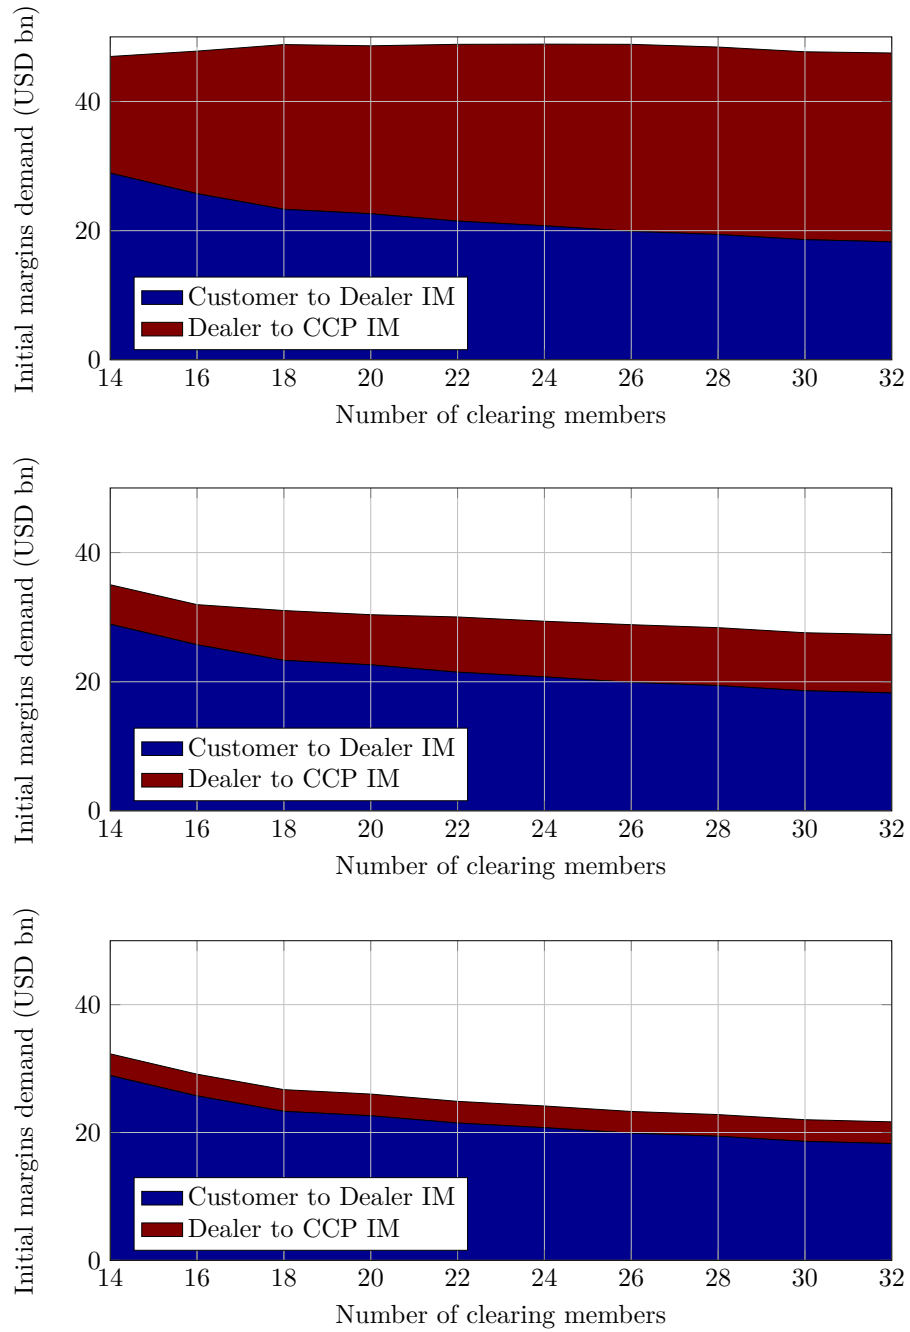 Initial margins demand (USD bn)
40
20
0
Customer to Dealer IM
Dealer to CCP IM
14 16 18 20 22 24 26 28 30 32
Number of clearing members
Initial margins demand (USD bn)
40
20
0
Customer to Dealer IM
Dealer to CCP IM
14 16 18 20 22 24 26 28 30 32
Number of clearing members
Initial margins demand (USD bn)
40
20
0
Customer to Dealer IM
Dealer to CCP IM
14 16 18 20 22 24 26 28 30 32
Number of clearing members